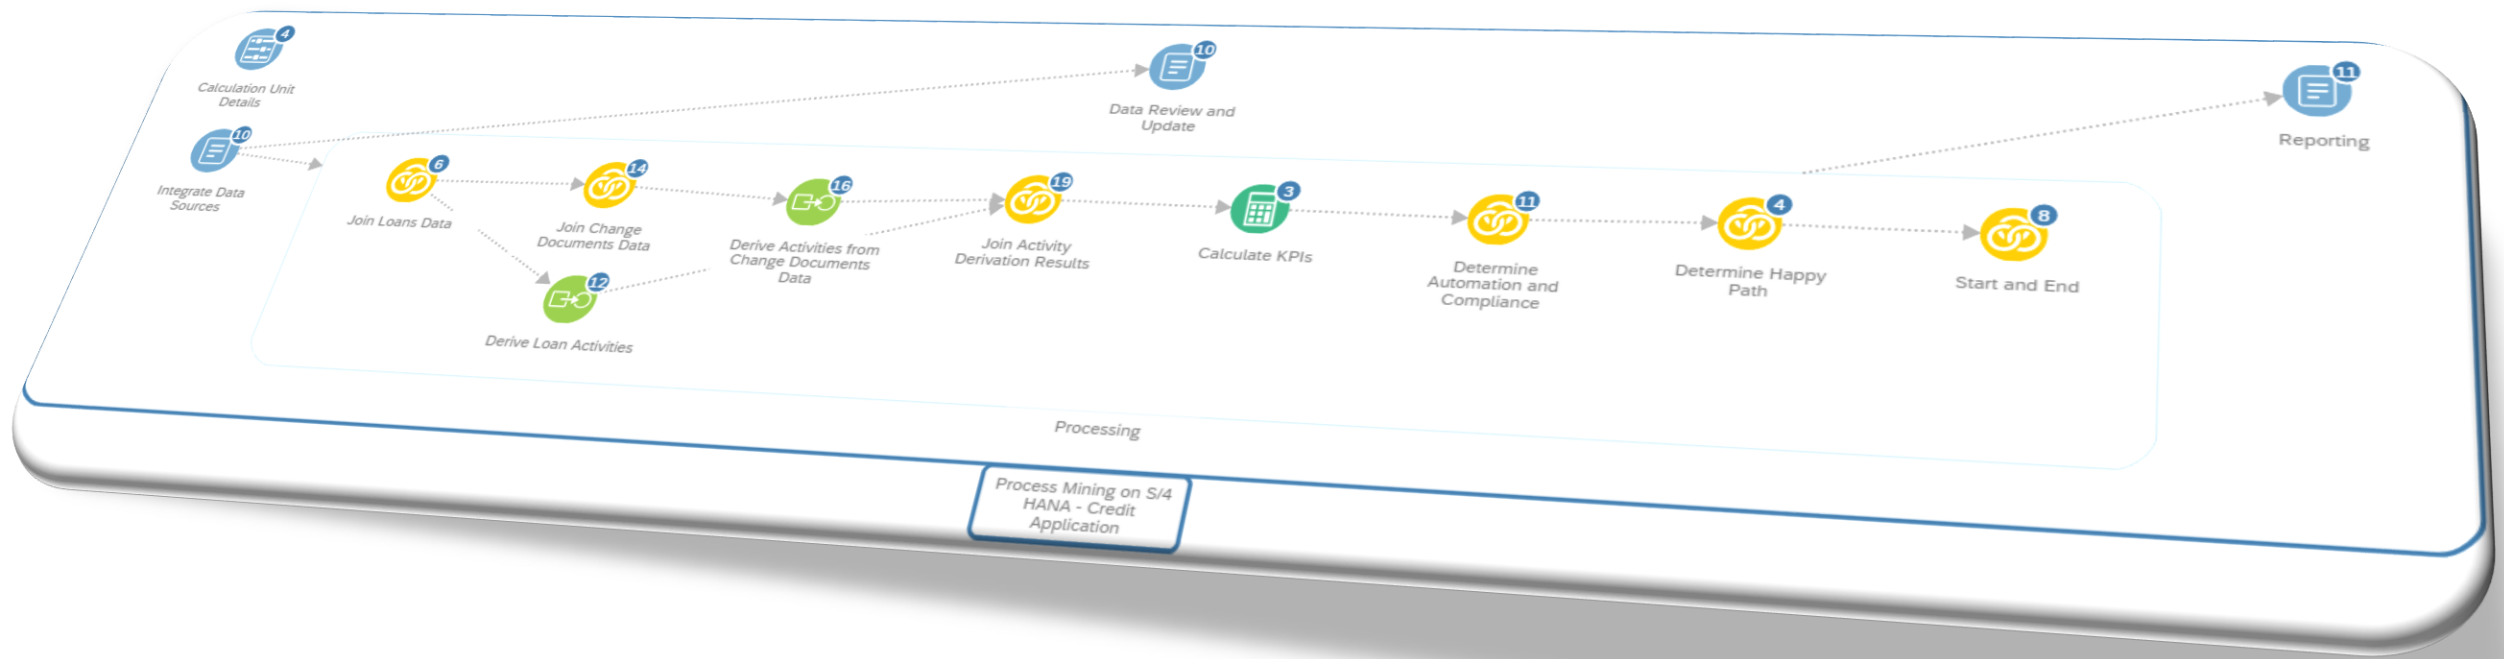 4
Calculation Unit
Details
10
Integrate Data
Sources
10
Data Review and
Update
11
Reporting
6
Join Loans Data
14
Join Change
Documents Data
16
Derive Activities from
Change Documents
Data
12
Derive Loan Activities
19
Join Activity
Derivation Results
3
Calculate KPIs
11
Determine
Automation and
Compliance
4
Determine Happy
Path
8
Start and End
Processing
Process Mining on S/4
HANA - Credit
Application